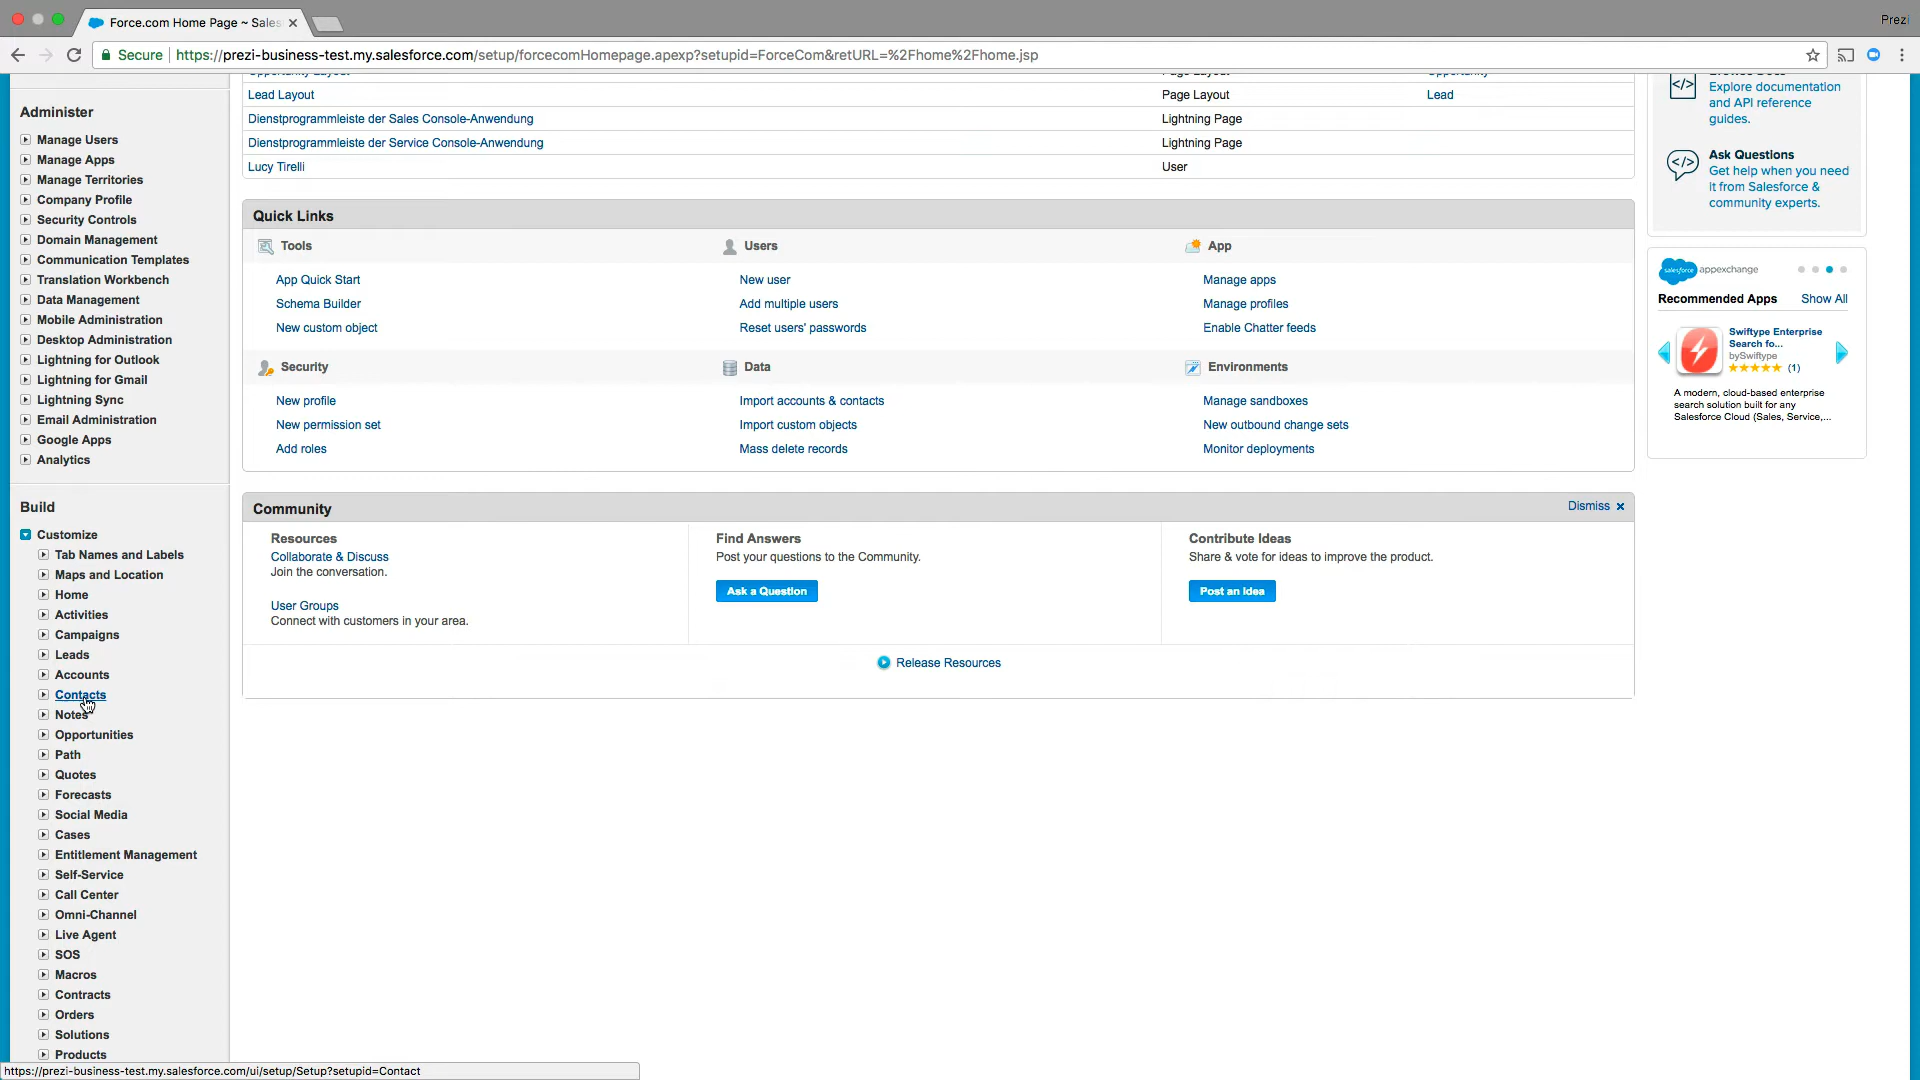 Force.com Home Page ~ Sales
Prezi
Secure
https://prezi-business-test.my.salesforce.com/setup/forcecomHomepage.apexp?setupid=ForceCom&retURL=%2Fhome%2Fhome.jsp
Administer
Manage Users
Manage Apps
Manage Territories
Company Profile
Security Controls
Domain Management
Communication Templates
Translation Workbench
Data Management
Mobile Administration
Desktop Administration
Lightning for Outlook
Lightning for Gmail
Lightning Sync
Email Administration
Google Apps
Analytics
Build
Customize
Tab Names and Labels
Maps and Location
Home
Activities
Campaigns
Leads
Accounts
Contacts
Notes
Opportunities
Path
Quotes
Forecasts
Social Media
Cases
Entitlement Management
Self-Service
Call Center
Omni-Channel
Live Agent
SOS
Macros
Contracts
Orders
Solutions
Products
Opportunity Layout Page Layout Opportunity
Lead Layout Page Layout Lead
Dienstprogrammleiste der Sales Console-Anwendung Lightning Page
Dienstprogrammleiste der Service Console-Anwendung Lightning Page
Lucy Tirelli User
Quick Links
Tools
App Quick Start
Schema Builder
New custom object
Users
New user
Add multiple users
Reset users' passwords
App
Manage apps
Manage profiles
Enable Chatter feeds
Security
New profile
New permission set
Add roles
Data
Import accounts & contacts
Import custom objects
Mass delete records
Environments
Manage sandboxes
New outbound change sets
Monitor deployments
Community
Dismiss
Resources
Collaborate & Discuss
Join the conversation.
User Groups
Connect with customers in your area.
Find Answers
Post your questions to the Community.
Ask a Question
Contribute Ideas
Share & vote for ideas to improve the product.
Post an Idea
Release Resources
Browse Docs
Explore documentation
and API reference
guides.
Ask Questions
Get help when you need
it from Salesforce &
community experts.
salesforce appexchange
Recommended Apps
Show All
Swiftype Enterprise
Search fo...
bySwiftype
(1)
A modern, cloud-based enterprise
search solution built for any
Salesforce Cloud (Sales, Service,...
https://prezi-business-test.my.salesforce.com/ui/setup/Setup?setupid=Contact